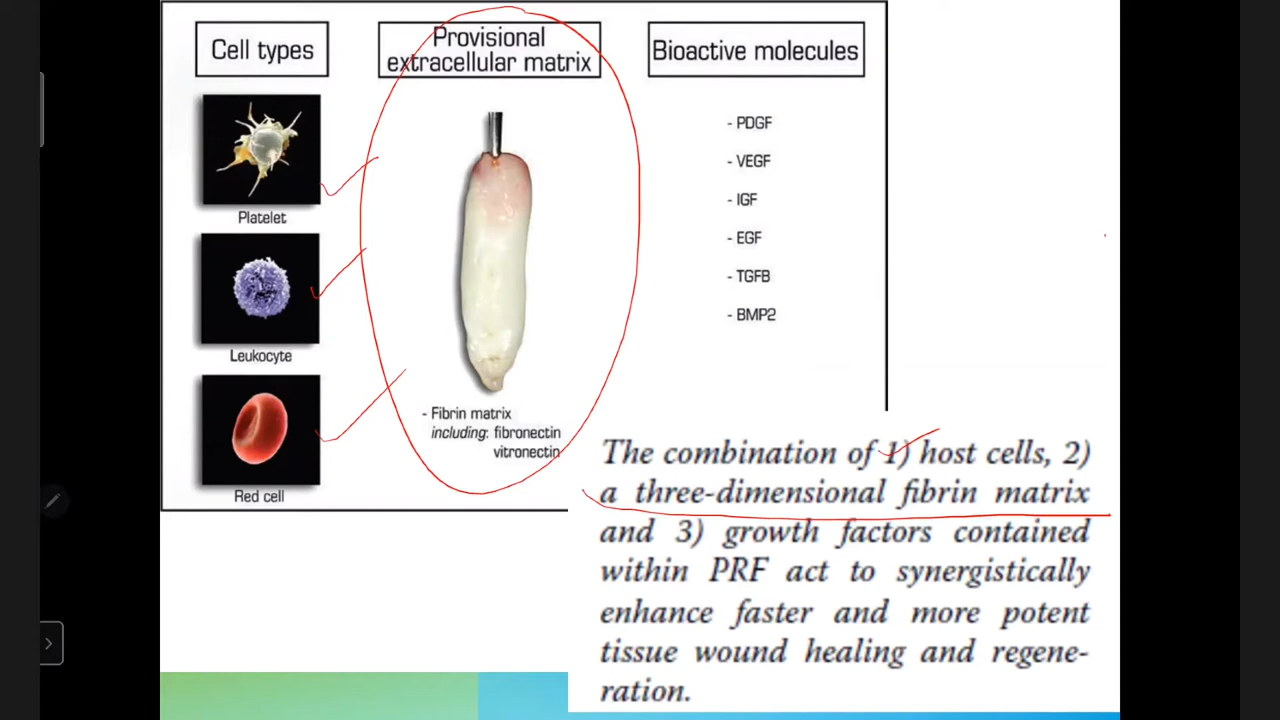 Cell types
Platelet
Leukocyte
Red cell
Provisional
extracellular matrix
- Fibrin matrix
including: fibronectin
vitronectin
Bioactive molecules
- PDGF
- VEGF
- IGF
- EGF
- TGFB
- BMP2
The combination of 1) host cells, 2)
a three-dimensional fibrin matrix
and 3) growth factors contained
within PRF act to synergistically
enhance faster and more potent
tissue wound healing and regene-
ration.